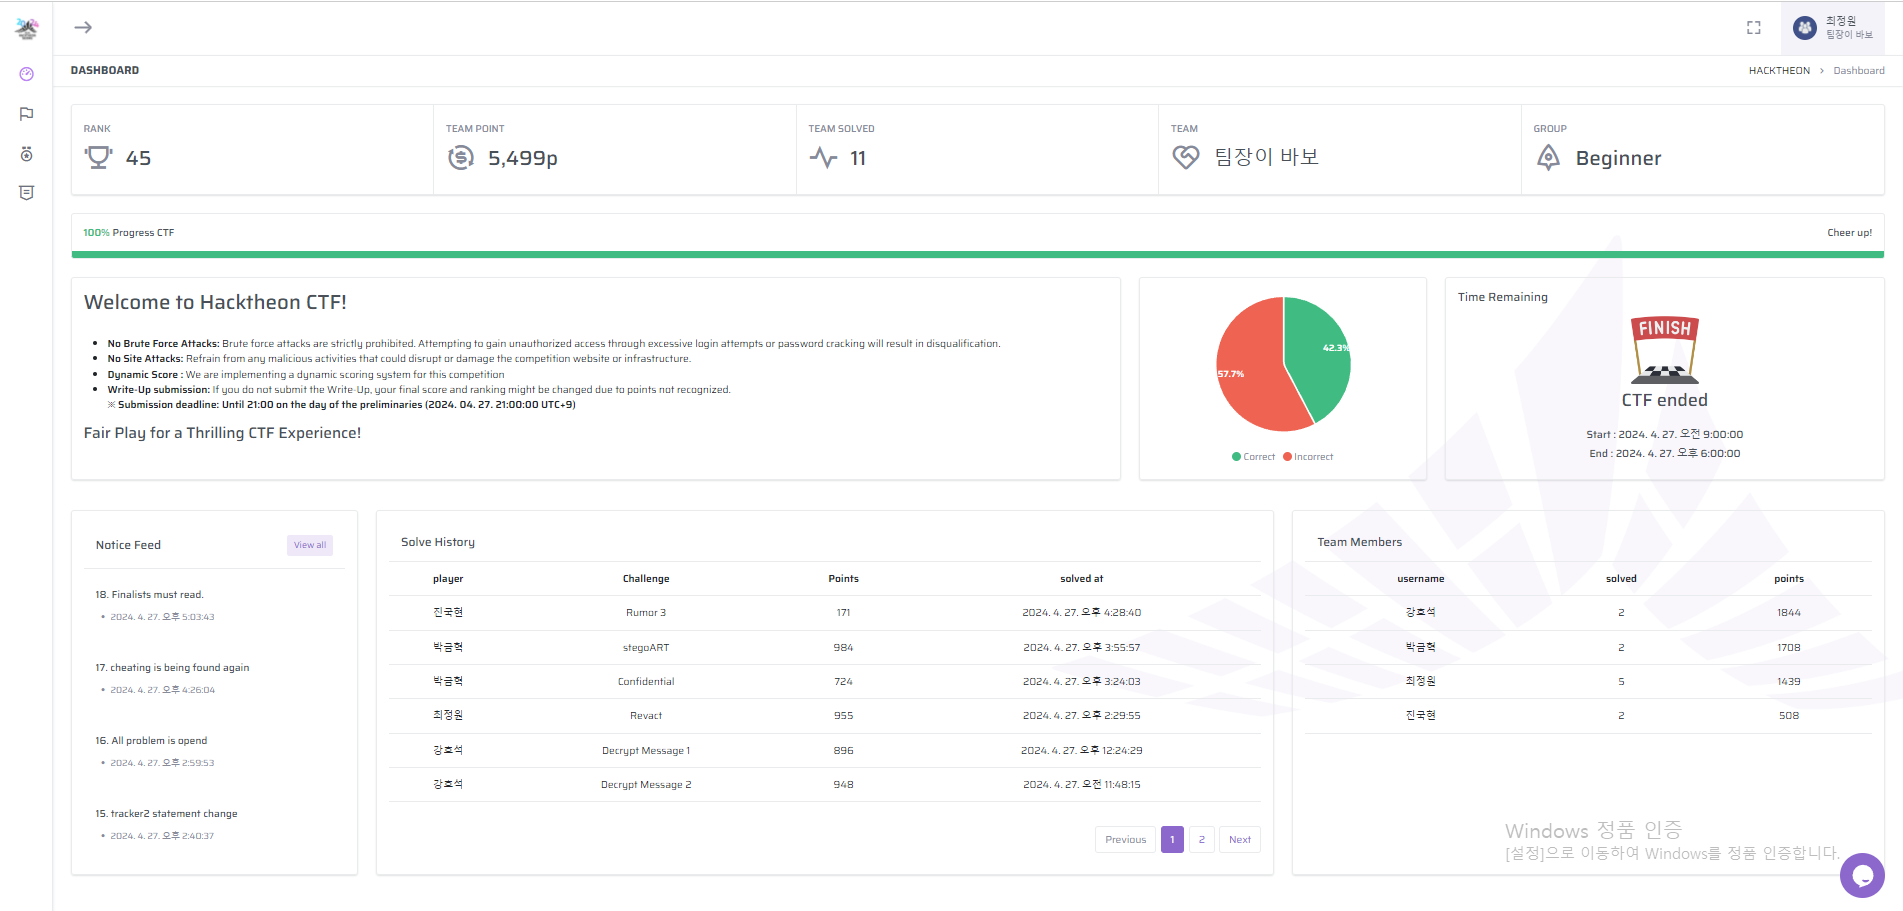 최정원
팀장이 바보
DASHBOARD
HACKTHEON > Dashboard
RANK
45
TEAM POINT
5,499p
TEAM SOLVED
11
TEAM
팀장이 바보
GROUP
Beginner
100% Progress CTF
Cheer up!
Welcome to Hacktheon CTF!
No Brute Force Attacks: Brute force attacks are strictly prohibited. Attempting to gain unauthorized access through excessive login attempts or password cracking will result in disqualification.
No Site Attacks: Refrain from any malicious activities that could disrupt or damage the competition website or infrastructure.
Dynamic Score : We are implementing a dynamic scoring system for this competition
Write-Up submission: If you do not submit the Write-Up, your final score and ranking might be changed due to points not recognized.
※ Submission deadline: Until 21:00 on the day of the preliminaries (2024. 04. 27. 21:00:00 UTC+9)
Fair Play for a Thrilling CTF Experience!
42.3%
57.7%
Correct Incorrect
Time Remaining
FINISH
CTF ended
Start : 2024. 4. 27. 오전 9:00:00
End : 2024. 4. 27. 오후 6:00:00
Notice Feed
View all
18. Finalists must read.
2024. 4. 27. 오후 5:03:43
17. cheating is being found again
2024. 4. 27. 오후 4:26:04
16. All problem is opend
2024. 4. 27. 오후 2:59:53
15. tracker2 statement change
2024. 4. 27. 오후 2:40:37
Solve History
player Challenge Points solved at
진국현 Rumor 3 171 2024. 4. 27. 오후 4:28:40
박금혁 stegoART 984 2024. 4. 27. 오후 3:55:57
박금혁 Confidential 724 2024. 4. 27. 오후 3:24:03
최정원 Revact 955 2024. 4. 27. 오후 2:29:55
강호석 Decrypt Message 1 896 2024. 4. 27. 오후 12:24:29
강호석 Decrypt Message 2 948 2024. 4. 27. 오전 11:48:15
Previous 1 2 Next
Team Members
username solved points
강호석 2 1844
박금혁 2 1708
최정원 5 1439
진국현 2 508
Windows 정품 인증
[설정]으로 이동하여 Windows를 정품 인증합니다.